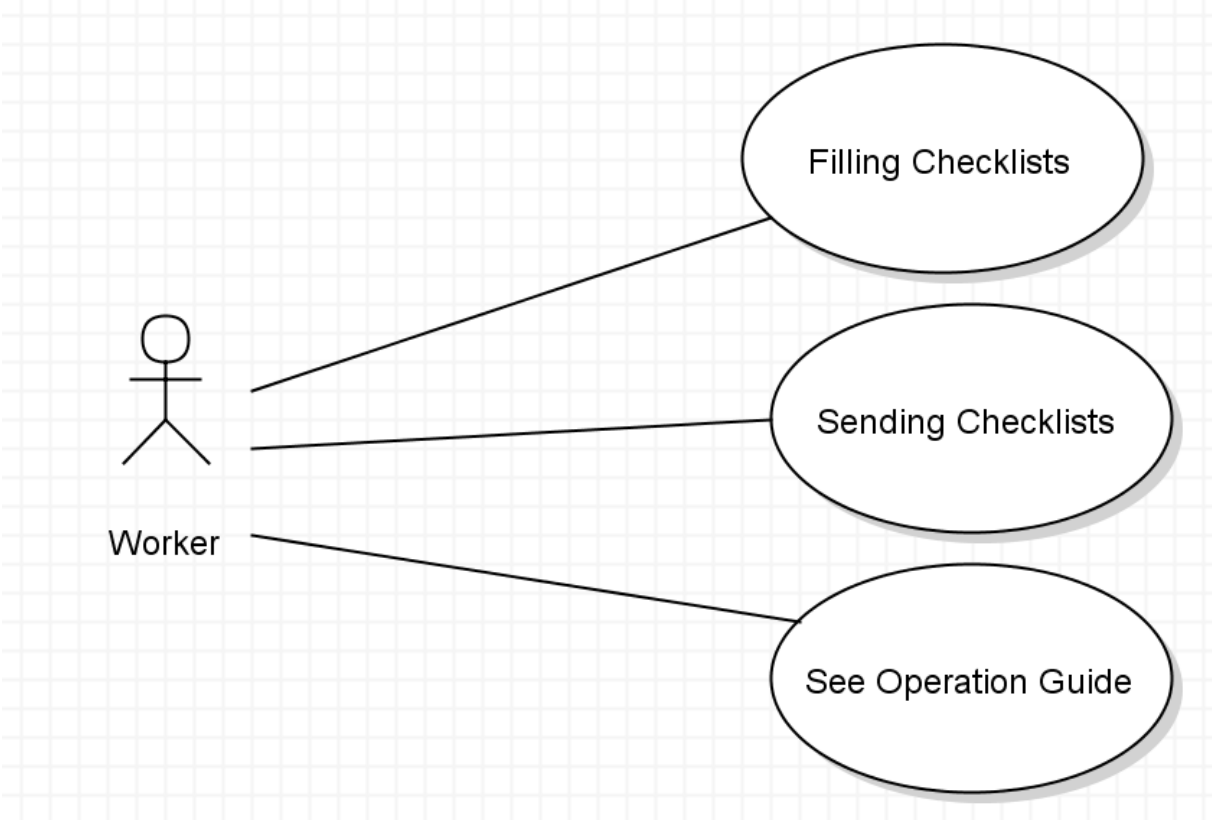 Filling Checklists
Sending Checklists
Worker
See Operation Guide